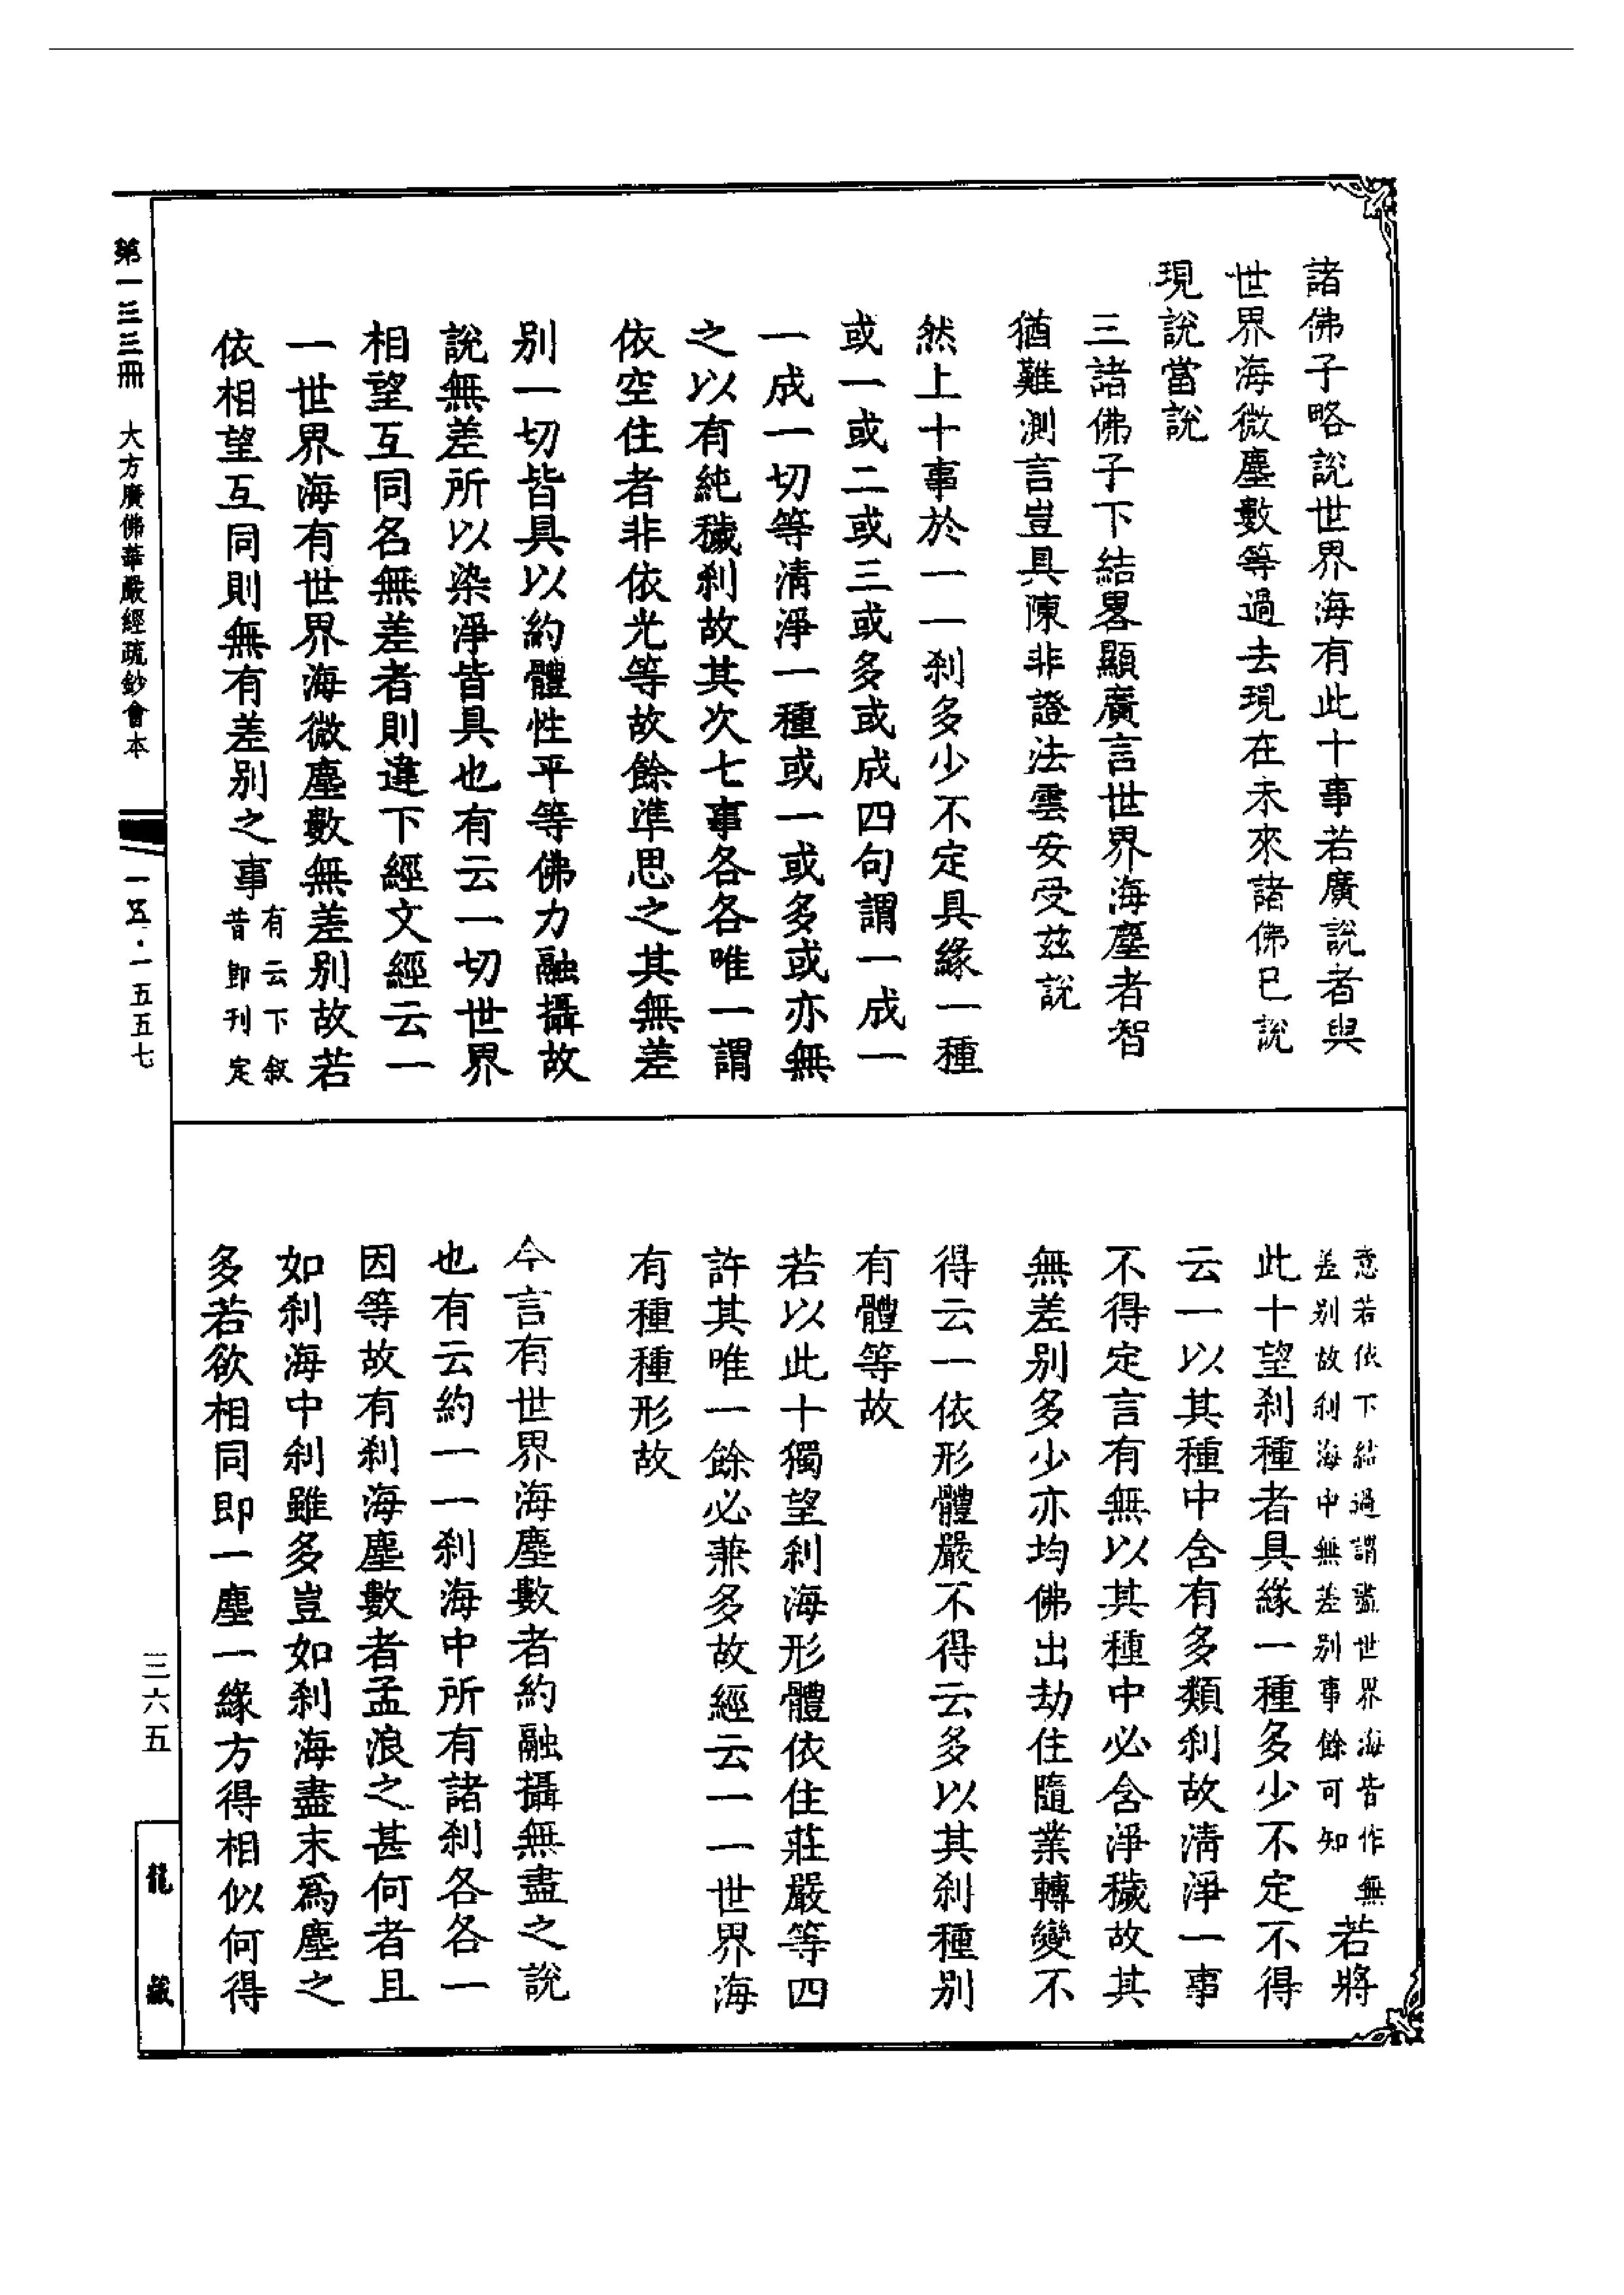 諸佛子略說世界海有此十事若廣說者與
世界海微塵數等過去現在未來諸佛已說
現說當說
三諸佛子下結畧顯廣言世界海塵者智
猶難測言豈具陳非證法雲安受茲說
然上十事於一一刹多少不定具緣一種
或一或二或三或多或成四句謂一成一
一成一切等清淨一種或一或多或亦無
之以有純穢刹故其次七事各各唯一謂
依空住者非依光等故餘準思之其無差
別一切皆具以約體性平等佛力融攝故
說無差所以染淨皆具也有云一切世界
相望互同名無差者則違下經文經云一
一世界海有世界海微塵數無差別故若
依相望互同則無有差別之事有云下敘
昔即刊定
意若依下結過謂諸世界海皆作無
差別故刹海中無差別事餘可知若將
此十望刹種者具緣一種多少不定不得
云一以其種中含有多類刹故清淨一事
不得定言有無以其種中必含淨穢故其
無差別多少亦均佛出劫住隨業轉變不
得云一依形體嚴不得云多以其刹種別
有體等故
若以此十獨望刹海形體依住莊嚴等四
許其唯一餘必兼多故經云一一世界海
有種種形故
今言有世界海塵數者約融攝無盡之說
也有云約一一刹海中所有諸刹各各一
因等故有刹海塵數者孟浪之甚何者且
如刹海中刹雖多豈如刹海盡末為塵之
多若欲相同即一塵一緣方得相似何得
第一三三冊 大方廣佛華嚴經疏鈔會本 一五·一五五七
三六五
龍藏